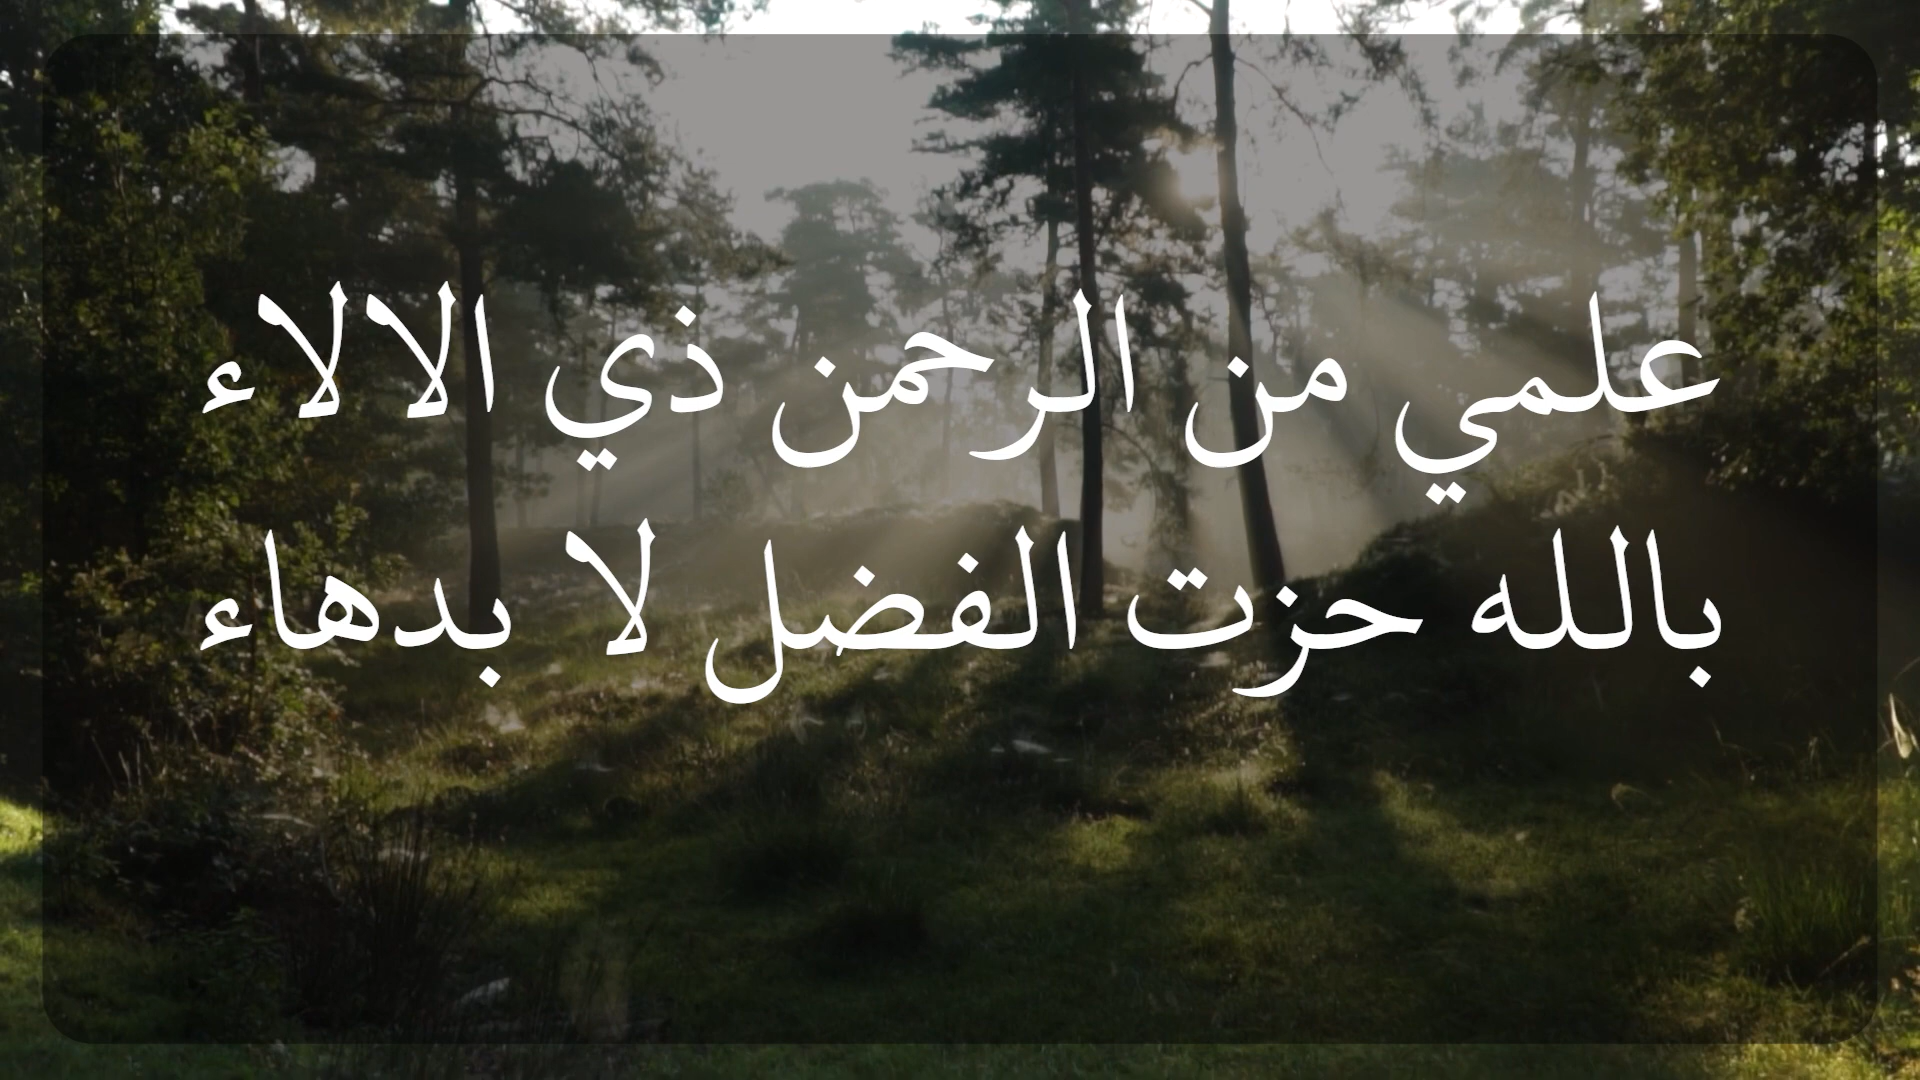 علمي من الرحمن ذي الالاء
بالله حزت الفضل لا بدهاء